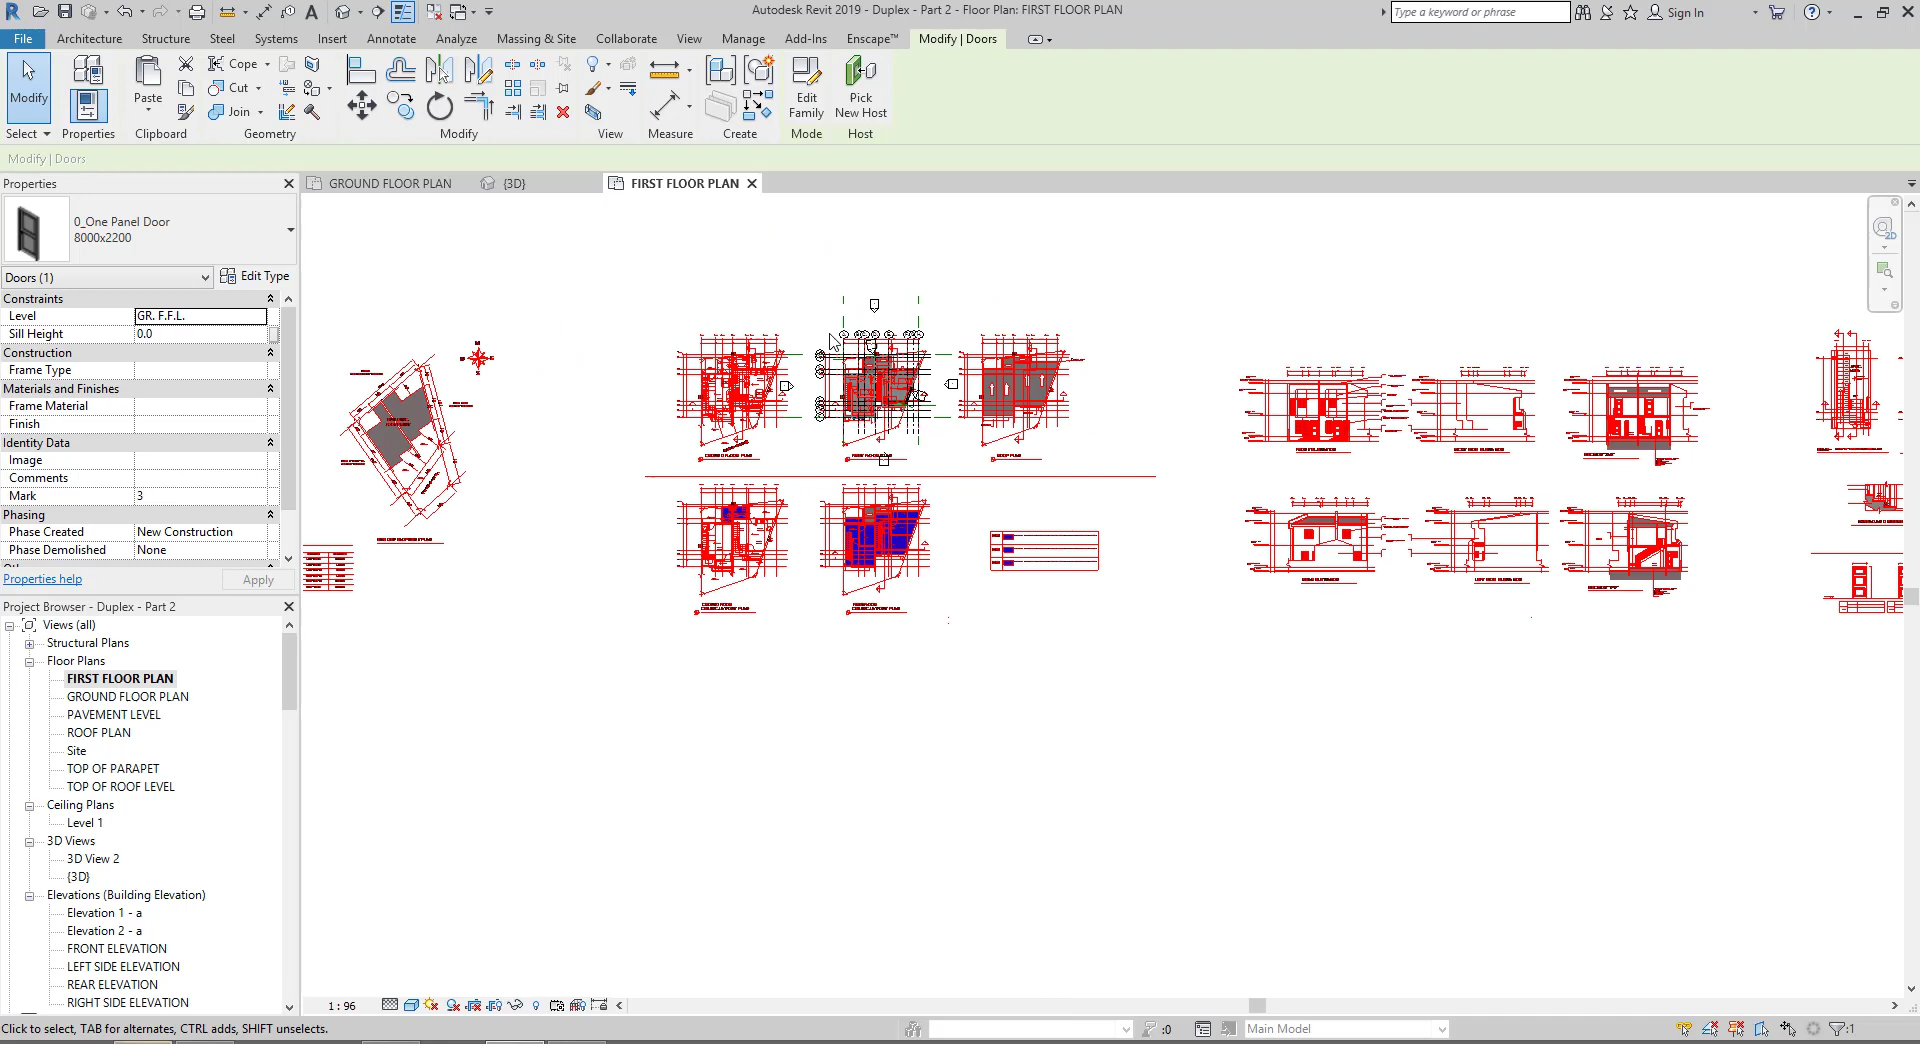 Autodesk Revit 2019 - Duplex - Part 2 - Floor Plan: FIRST FLOOR PLAN
Type a keyword or phrase
Sign In
File Architecture Structure Steel Systems Insert Annotate Analyze Massing & Site Collaborate View Manage Add-Ins Enscape™ Modify | Doors
Modify
Paste
Cope
Cut
Join
Edit Family
Pick New Host
Select Properties Clipboard Geometry Modify View Measure Create Mode Host
Modify | Doors
Properties
GROUND FLOOR PLAN
{3D}
FIRST FLOOR PLAN
0_One Panel Door
8000x2200
Doors (1)
Edit Type
Constraints
Level GR. F.F.L.
Sill Height 0.0
Construction
Frame Type
Materials and Finishes
Frame Material
Finish
Identity Data
Image
Comments
Mark 3
Phasing
Phase Created New Construction
Phase Demolished None
Properties help
Apply
Project Browser - Duplex - Part 2
Views (all)
Structural Plans
Floor Plans
FIRST FLOOR PLAN
GROUND FLOOR PLAN
PAVEMENT LEVEL
ROOF PLAN
Site
TOP OF PARAPET
TOP OF ROOF LEVEL
Ceiling Plans
Level 1
3D Views
3D View 2
{3D}
Elevations (Building Elevation)
Elevation 1 - a
Elevation 2 - a
FRONT ELEVATION
LEFT SIDE ELEVATION
REAR ELEVATION
RIGHT SIDE ELEVATION
2D
1 : 96
Click to select, TAB for alternates, CTRL adds, SHIFT unselects.
:0
Main Model
:1